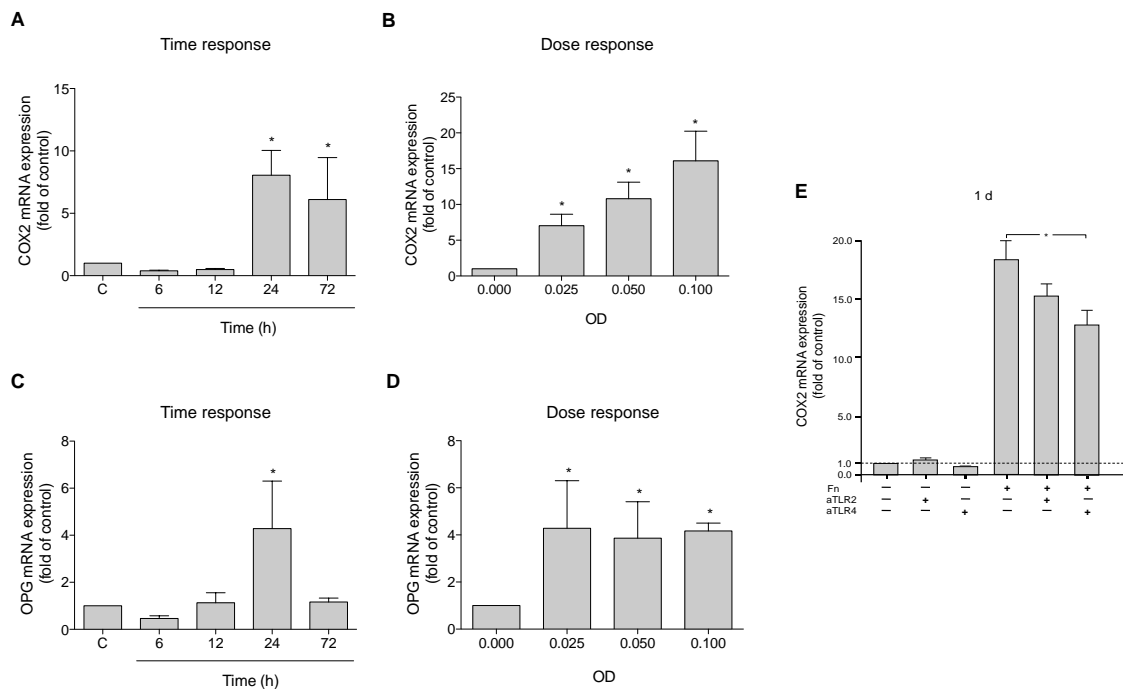 A
Time response
COX2 mRNA expression
(fold of control)
15
10
5
0
*
*
C 6 12 24 72
Time (h)
B
Dose response
COX2 mRNA expression
(fold of control)
25
20
15
10
5
0
*
*
*
0.000 0.025 0.050 0.100
OD
C
Time response
OPG mRNA expression
(fold of control)
8
6
4
2
0
*
C 6 12 24 72
Time (h)
D
Dose response
OPG mRNA expression
(fold of control)
8
6
4
2
0
*
*
*
0.000 0.025 0.050 0.100
OD
E
1 d
COX2 mRNA expression
(fold of control)
20.0
15.0
10.0
5.0
1.0
0.0
*
Fn — — — + + +
aTLR2 — + — — + —
aTLR4 — — + — — +